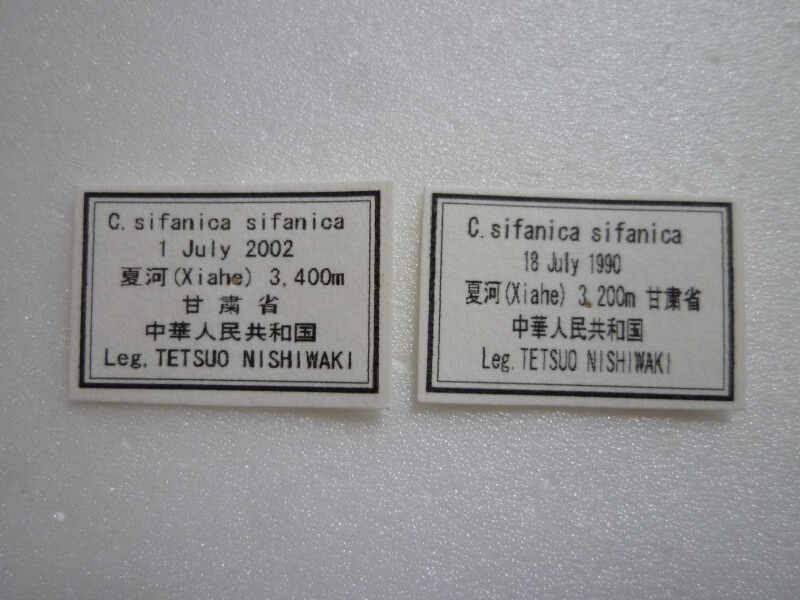 C. sifanica sifanica
1 July 2002
夏河(Xiahe) 3,400m
甘肃省
中華人民共和国
Leg. TETSUO NISHIWAKI
C. sifanica sifanica
18 July 1990
夏河(Xiahe) 3,200m 甘粛省
中華人民共和国
Leg. TETSUO NISHIWAKI